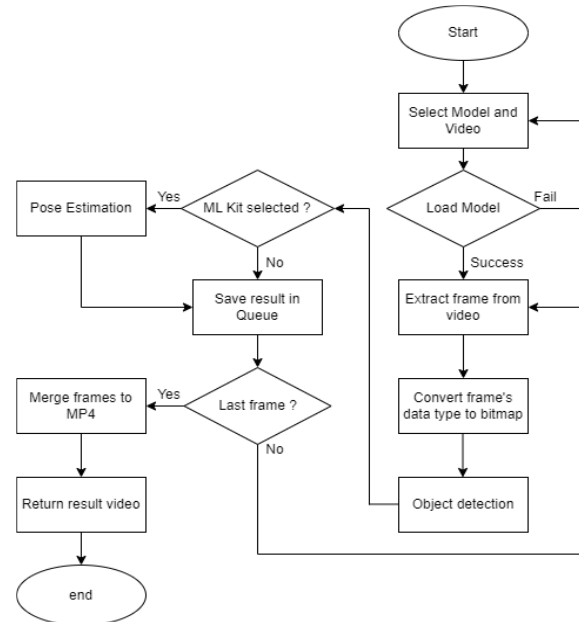 Start
Select Model and
Video
Load Model
Fail
Success
Extract frame from
video
Convert frame's
data type to bitmap
Object detection
ML Kit selected ?
Yes
Pose Estimation
No
Save result in
Queue
Last frame ?
Yes
No
Merge frames to
MP4
Return result video
end